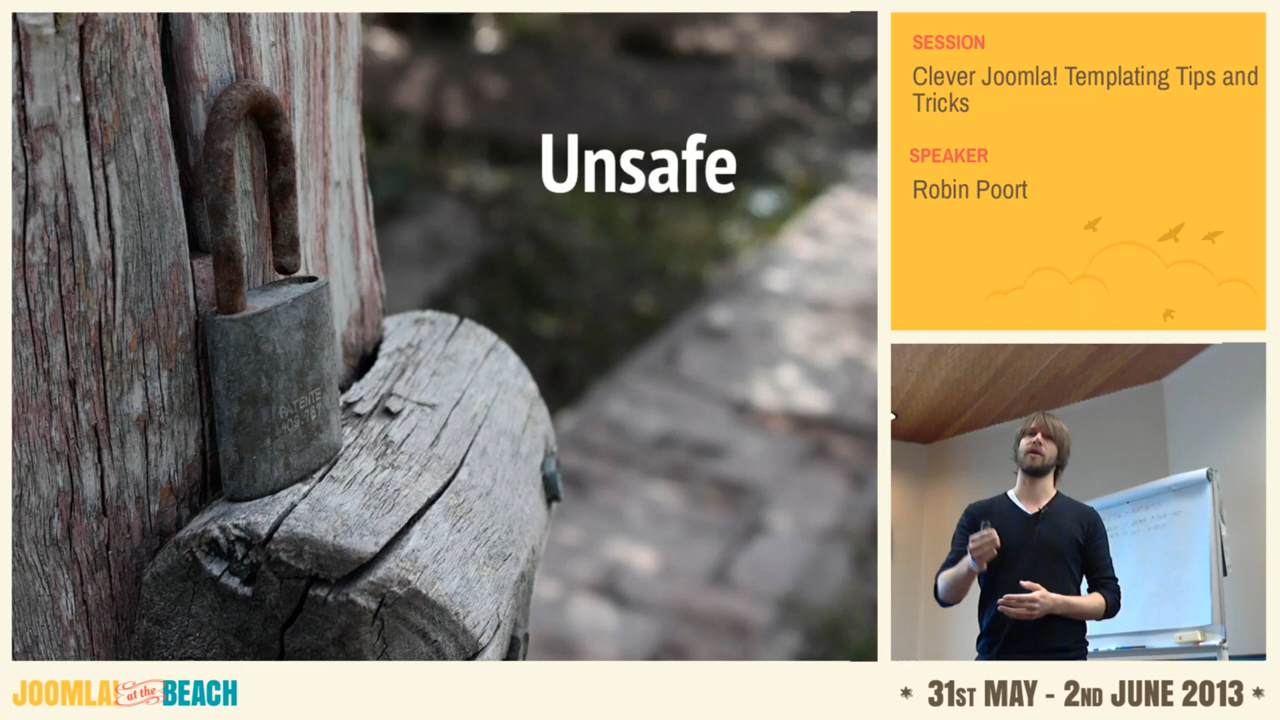 Unsafe
SESSION
Clever Joomla! Templating Tips and
Tricks
SPEAKER
Robin Poort
PATENTE
JOOMLA! at the BEACH
* 31ST MAY - 2ND JUNE 2013 *